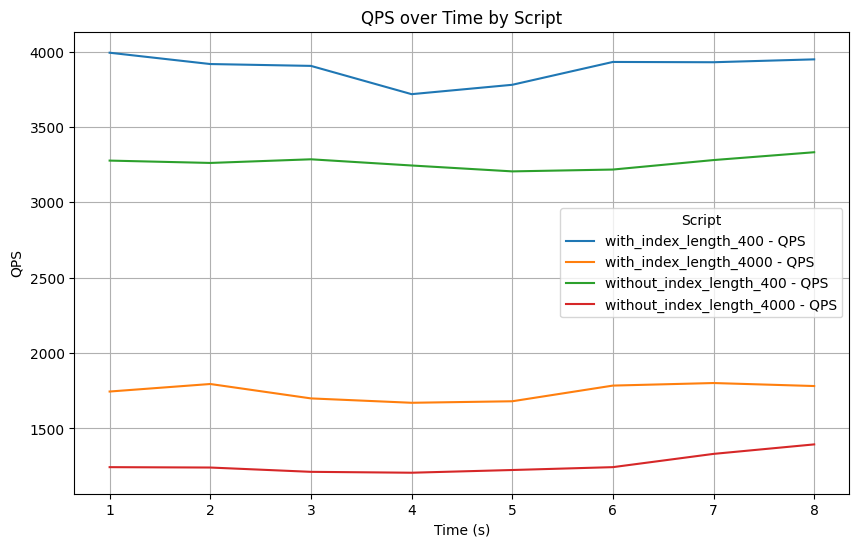 QPS over Time by Script
4000
3500
3000
2500
2000
1500
QPS
Script
with_index_length_400 - QPS
with_index_length_4000 - QPS
without_index_length_400 - QPS
without_index_length_4000 - QPS
1 2 3 4 5 6 7 8
Time (s)